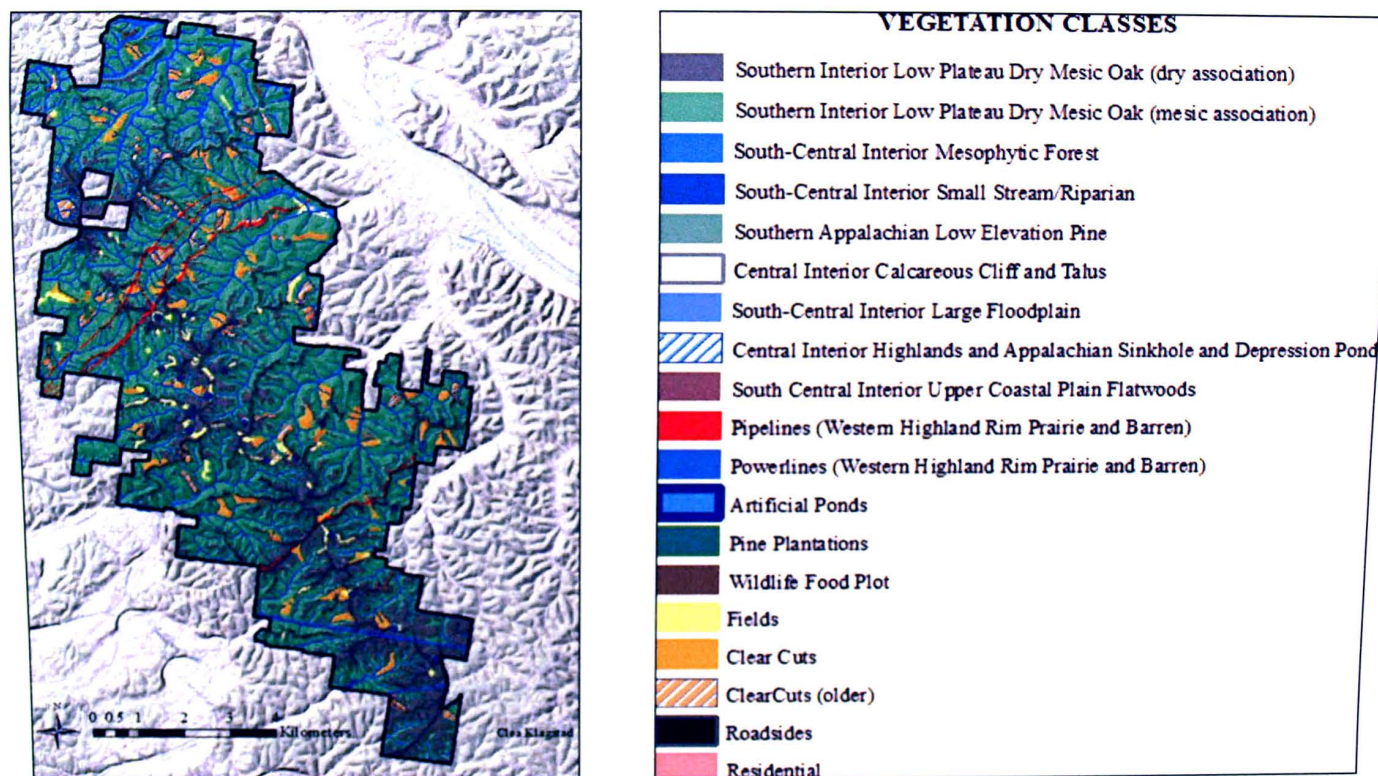 VEGETATION CLASSES
Southern Interior Low Plateau Dry Mesic Oak (dry association)
Southern Interior Low Plateau Dry Mesic Oak (mesic association)
South-Central Interior Mesophytic Forest
South-Central Interior Small Stream/Riparian
Southern Appalachian Low Elevation Pine
Central Interior Calcareous Cliff and Talus
South-Central Interior Large Floodplain
Central Interior Highlands and Appalachian Sinkhole and Depression Pond
South Central Interior Upper Coastal Plain Flatwoods
Pipelines (Western Highland Rim Prairie and Barren)
Powerlines (Western Highland Rim Prairie and Barren)
Artificial Ponds
Pine Plantations
Wildlife Food Plot
Fields
Clear Cuts
ClearCuts (older)
Roadsides
Residential
N
0 0.5 1 2 3 4
Kilometers
Clea Klagstad